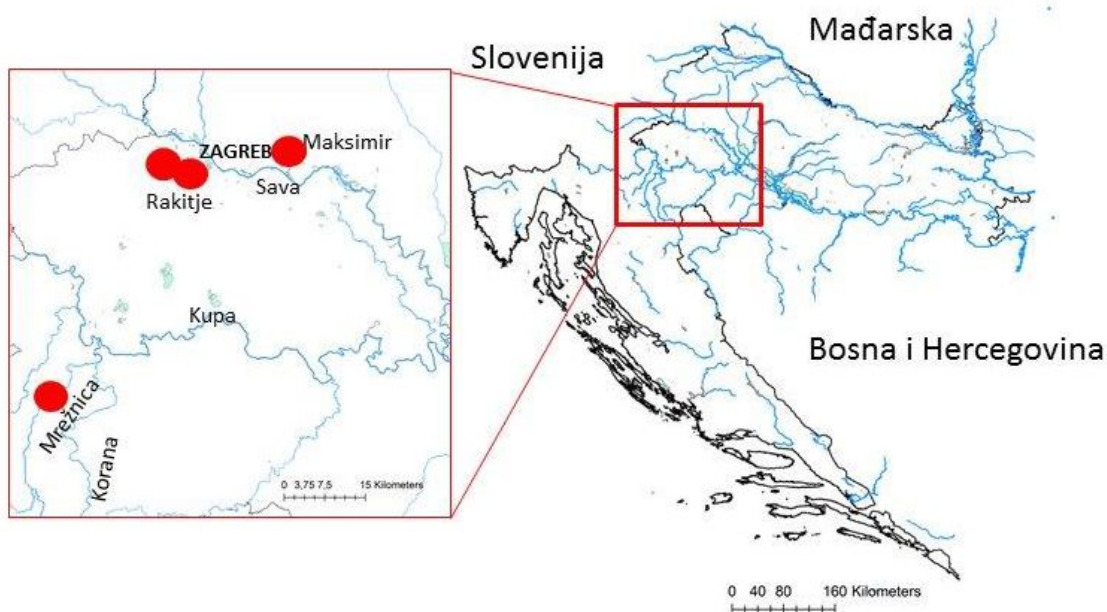 Mađarska
Slovenija
ZAGREB
Maksimir
Rakitje
Sava
Kupa
Bosna i Hercegovina
Mrežnica
Korana
0 3,75 7,5 15 Kilometers
0 40 80 160 Kilometers